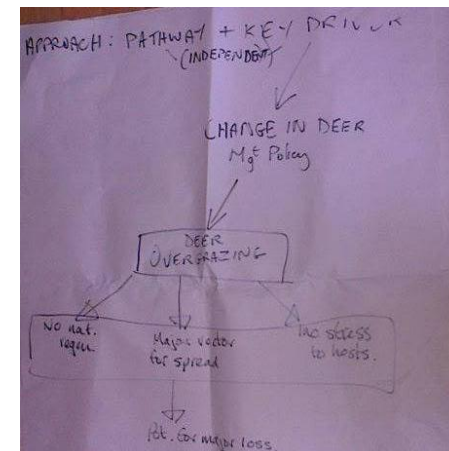 APPROACH: PATHWAY + KEY DRIVER
(INDEPENDENT)
CHANGE IN DEER
Mgt Policy
DEER
OVERGRAZING
No nat.
regen
Major vector
for spread
Inc stress
to hosts.
Pot. for major loss